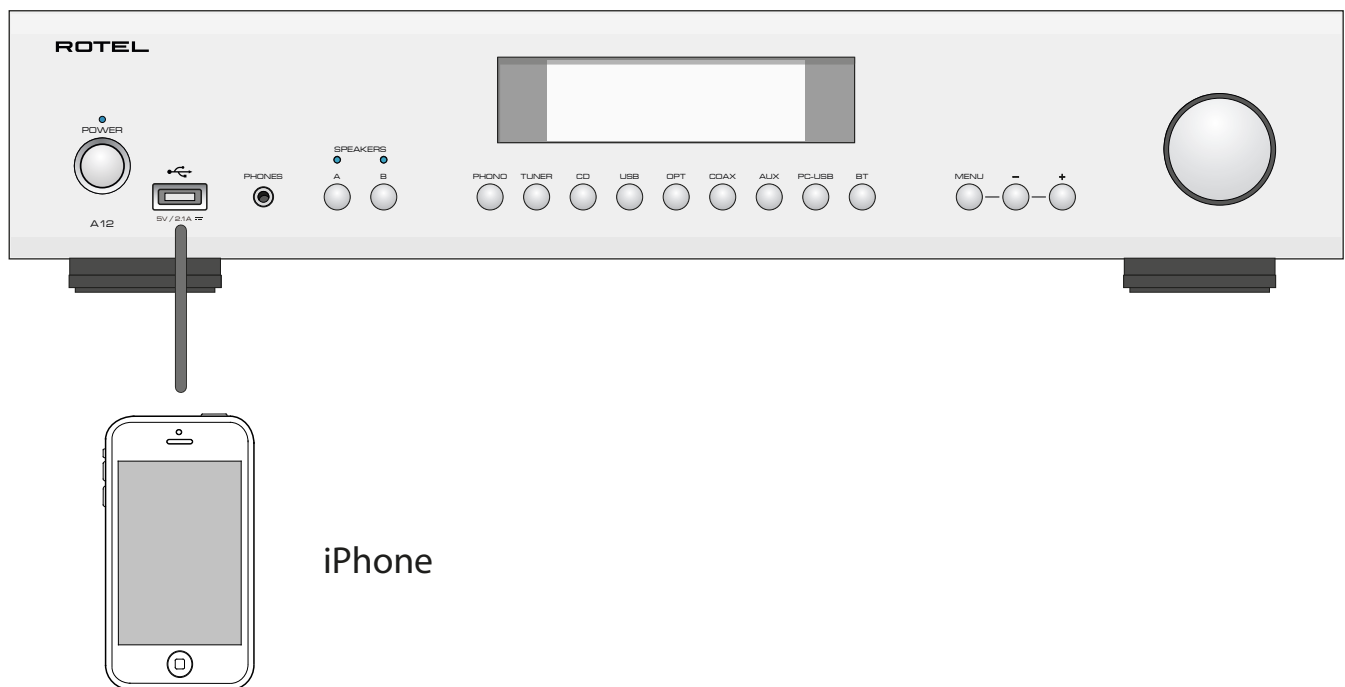 ROTEL
POWER
SPEAKERS
PHONES
A
B
PHONO
TUNER
CD
USB
OPT
COAX
AUX
PC-USB
BT
MENU
-
+
5V / 2.1A
A12
iPhone